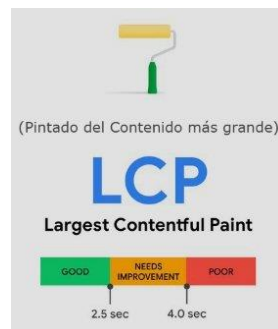 (Pintado del Contenido más grande)
LCP
Largest Contentful Paint
GOOD
NEEDS
IMPROVEMENT
POOR
2.5 sec
4.0 sec